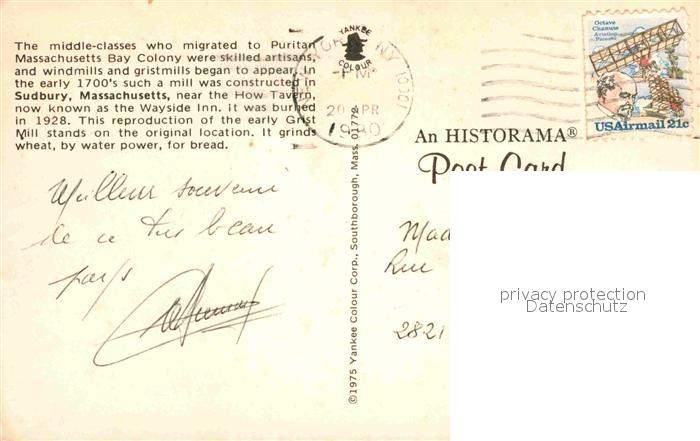 The middle-classes who migrated to Puritan
Massachusetts Bay Colony were skilled artisans,
and windmills and gristmills began to appear. In
the early 1700's such a mill was constructed in
Sudbury, Massachusetts, near the How Tavern,
now known as the Wayside Inn. It was burned
in 1928. This reproduction of the early Grist
Mill stands on the original location. It grinds
wheat, by water power, for bread.
Meilleur souvenir
de ce très beau
pays
YANKEE
COLOUR
NY 10001
PM
20 APR
1980
©1975 Yankee Colour Corp., Southborough, Mass. 01772
Octave
Chanute
Aviation
Pioneer
USAirmail 21c
An HISTORAMA®
Post Card
Mad
Rue
2821
privacy protection
Datenschutz